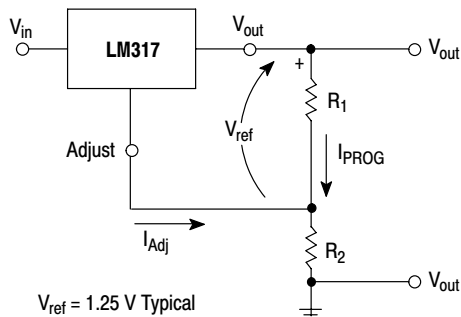 V_in
LM317
V_out
V_out
+
R_1
V_ref
Adjust
I_PROG
I_Adj
R_2
V_out
V_ref = 1.25 V Typical